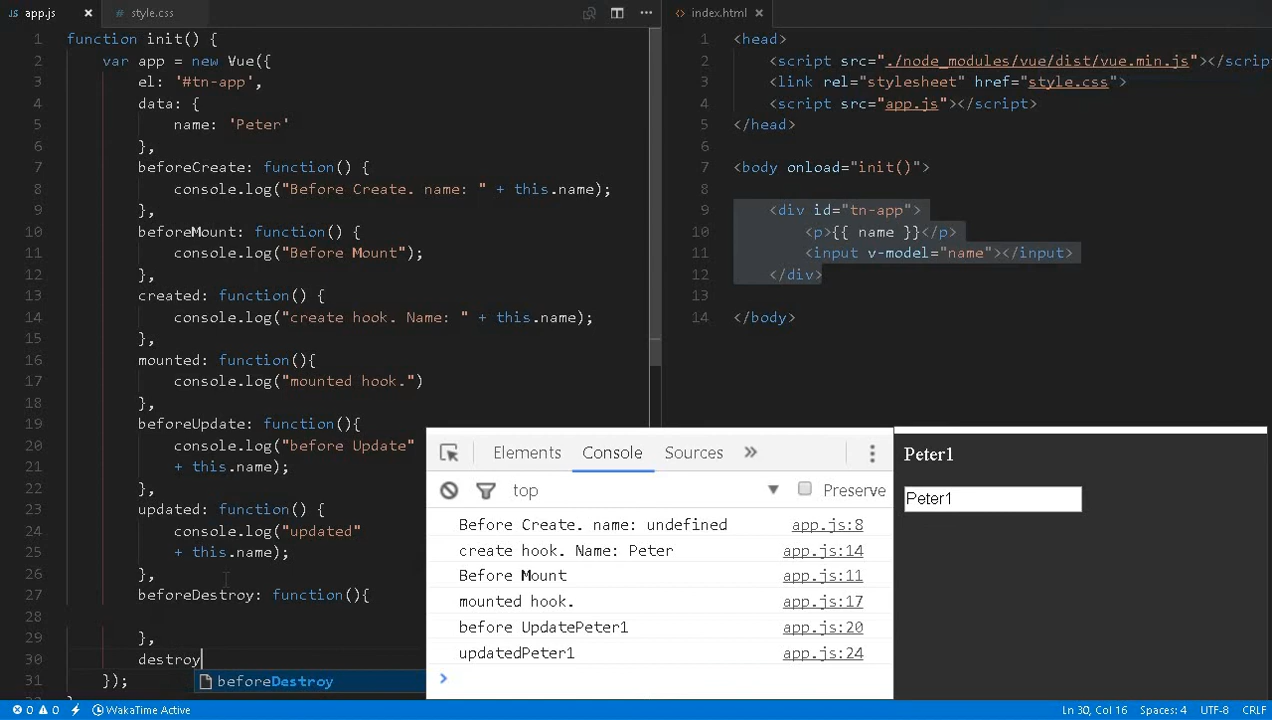 app.js
style.css
1 function init() {
2 var app = new Vue({
3 el: '#tn-app',
4 data: {
5 name: 'Peter'
6 },
7 beforeCreate: function() {
8 console.log("Before Create. name: " + this.name);
9 },
10 beforeMount: function() {
11 console.log("Before Mount");
12 },
13 created: function() {
14 console.log("create hook. Name: " + this.name);
15 },
16 mounted: function(){
17 console.log("mounted hook.")
18 },
19 beforeUpdate: function(){
20 console.log("before Update"
21 + this.name);
22 },
23 updated: function() {
24 console.log("updated"
25 + this.name);
26 },
27 beforeDestroy: function(){
28
29 },
30 destroy
31 });
beforeDestroy
index.html
1 <head>
2 <script src="./node_modules/vue/dist/vue.min.js"></scrip
3 <link rel="stylesheet" href="style.css">
4 <script src="app.js"></script>
5 </head>
6
7 <body onload="init()">
8
9 <div id="tn-app">
10 <p>{{ name }}</p>
11 <input v-model="name"></input>
12 </div>
13
14 </body>
Elements Console Sources »
top Preserve
Before Create. name: undefined app.js:8
create hook. Name: Peter app.js:14
Before Mount app.js:11
mounted hook. app.js:17
before UpdatePeter1 app.js:20
updatedPeter1 app.js:24
Peter1
Peter1
0 0 WakaTime Active Ln 30, Col 16 Spaces: 4 UTF-8 CRLF